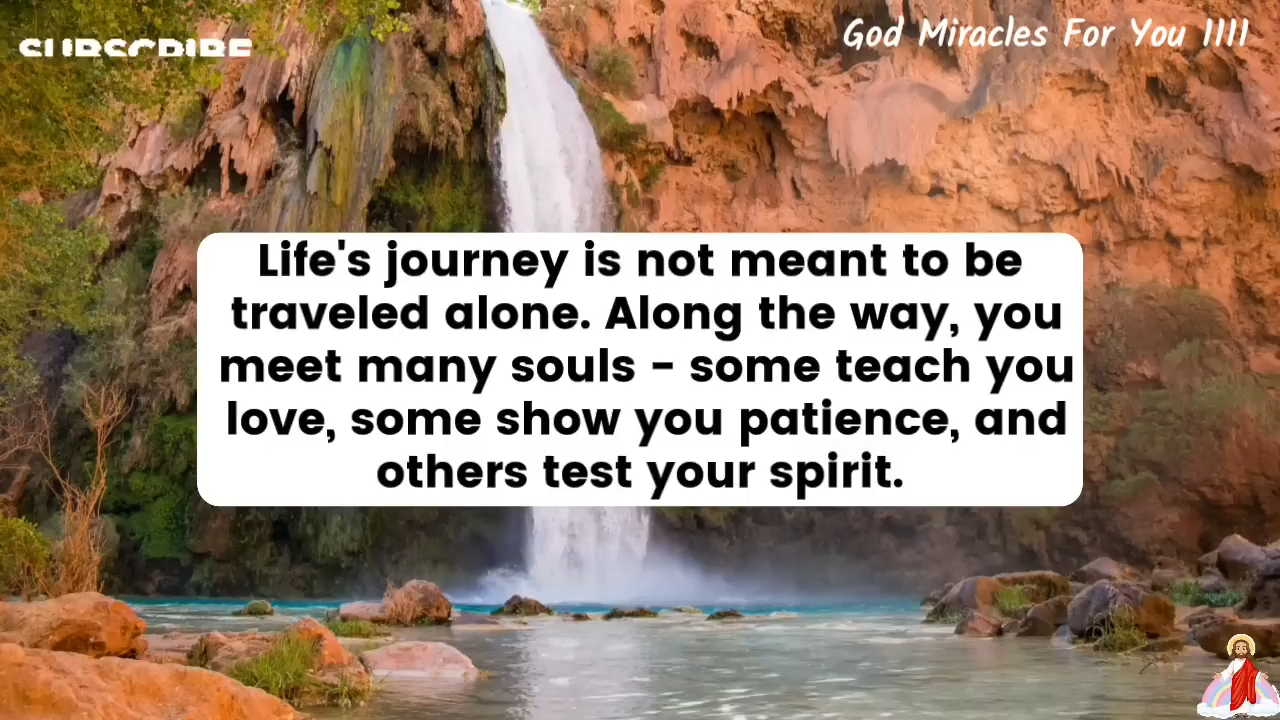 SUBSCRIBE
God Miracles For You 1111
Life's journey is not meant to be
traveled alone. Along the way, you
meet many souls - some teach you
love, some show you patience, and
others test your spirit.